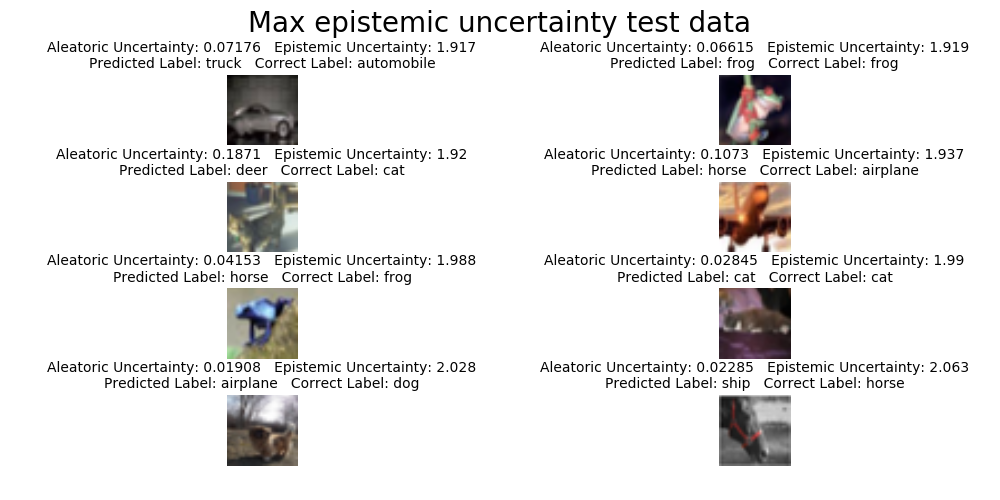 Max epistemic uncertainty test data
Aleatoric Uncertainty: 0.07176   Epistemic Uncertainty: 1.917
Predicted Label: truck   Correct Label: automobile
Aleatoric Uncertainty: 0.06615   Epistemic Uncertainty: 1.919
Predicted Label: frog   Correct Label: frog
Aleatoric Uncertainty: 0.1871   Epistemic Uncertainty: 1.92
Predicted Label: deer   Correct Label: cat
Aleatoric Uncertainty: 0.1073   Epistemic Uncertainty: 1.937
Predicted Label: horse   Correct Label: airplane
Aleatoric Uncertainty: 0.04153   Epistemic Uncertainty: 1.988
Predicted Label: horse   Correct Label: frog
Aleatoric Uncertainty: 0.02845   Epistemic Uncertainty: 1.99
Predicted Label: cat   Correct Label: cat
Aleatoric Uncertainty: 0.01908   Epistemic Uncertainty: 2.028
Predicted Label: airplane   Correct Label: dog
Aleatoric Uncertainty: 0.02285   Epistemic Uncertainty: 2.063
Predicted Label: ship   Correct Label: horse